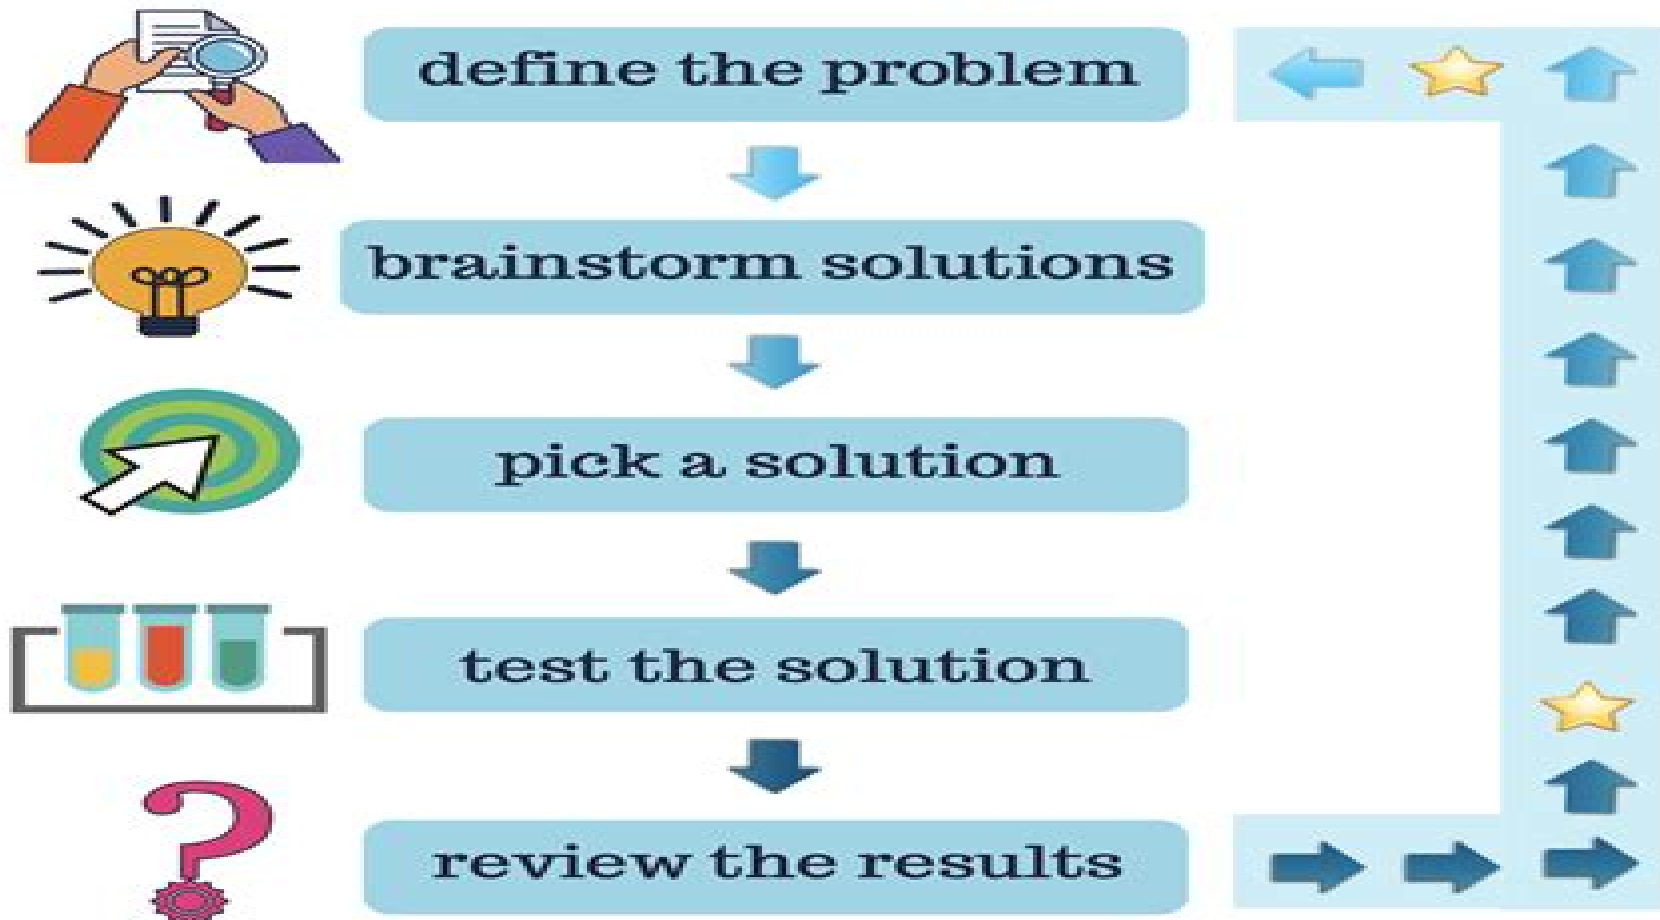 define the problem
brainstorm solutions
pick a solution
test the solution
review the results